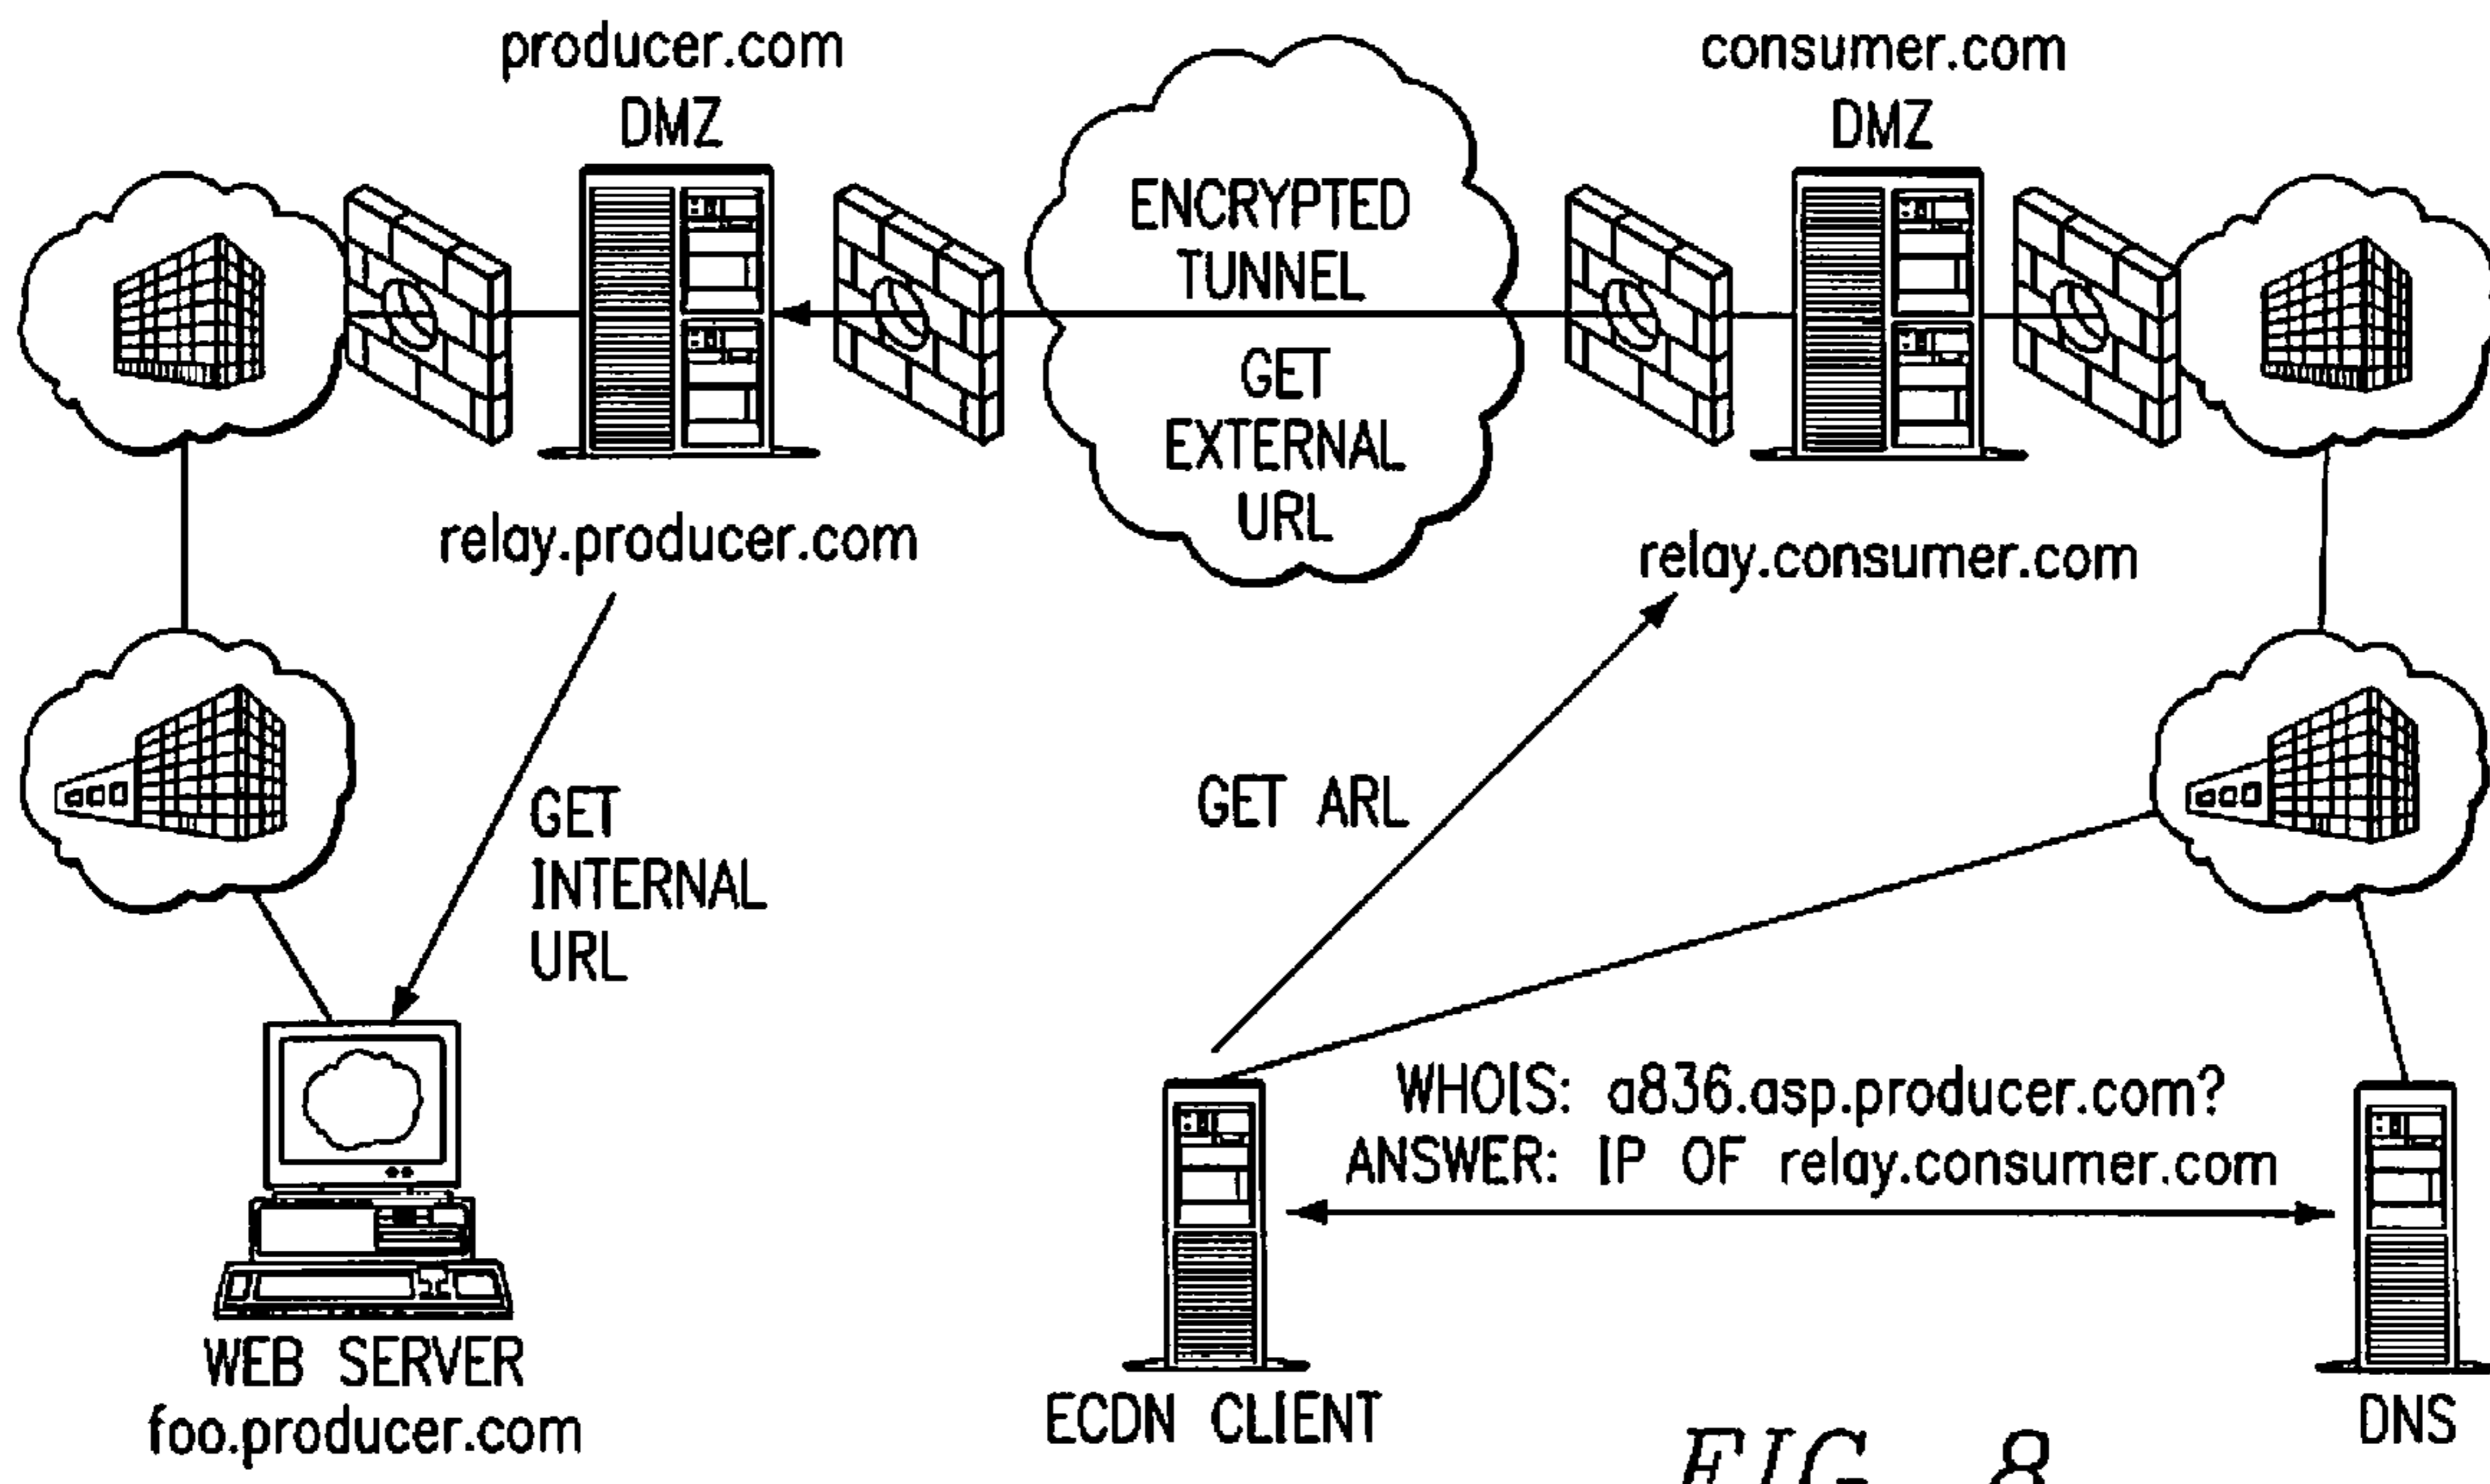 producer.com
DMZ
consumer.com
DMZ
ENCRYPTED
TUNNEL
GET
EXTERNAL
URL
relay.producer.com
relay.consumer.com
GET
INTERNAL
URL
GET ARL
WHOIS: a836.asp.producer.com?
ANSWER: IP OF relay.consumer.com
WEB SERVER
foo.producer.com
ECDN CLIENT
DNS
FIG. 8